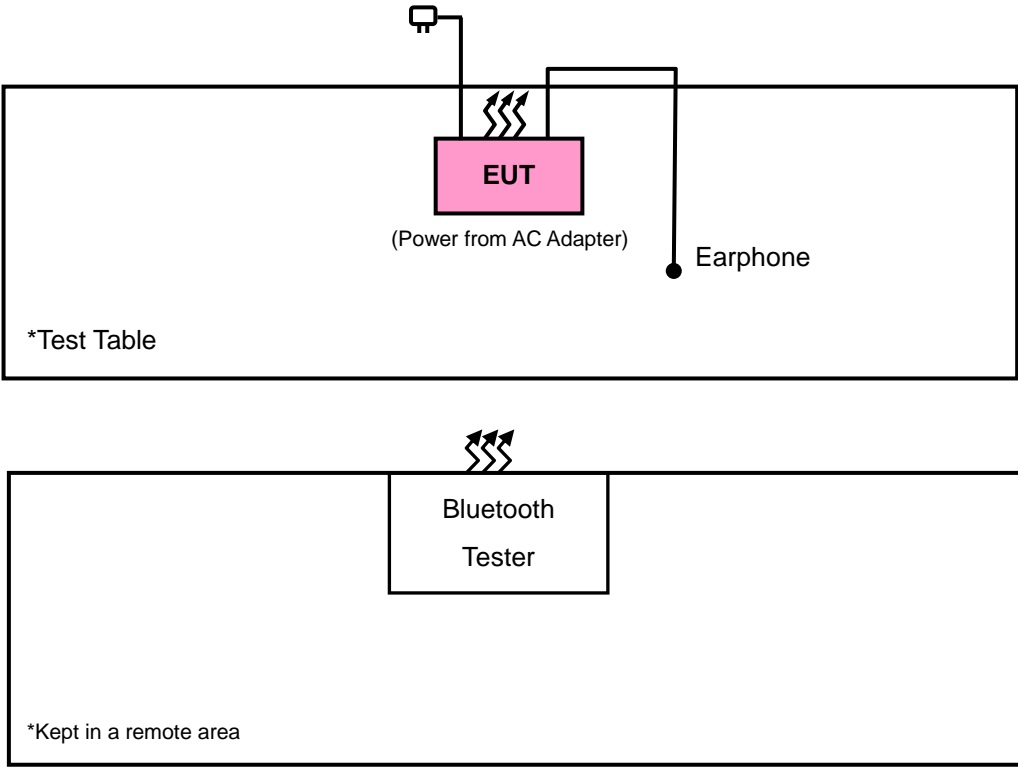 EUT
(Power from AC Adapter)
Earphone
*Test Table
Bluetooth
Tester
*Kept in a remote area